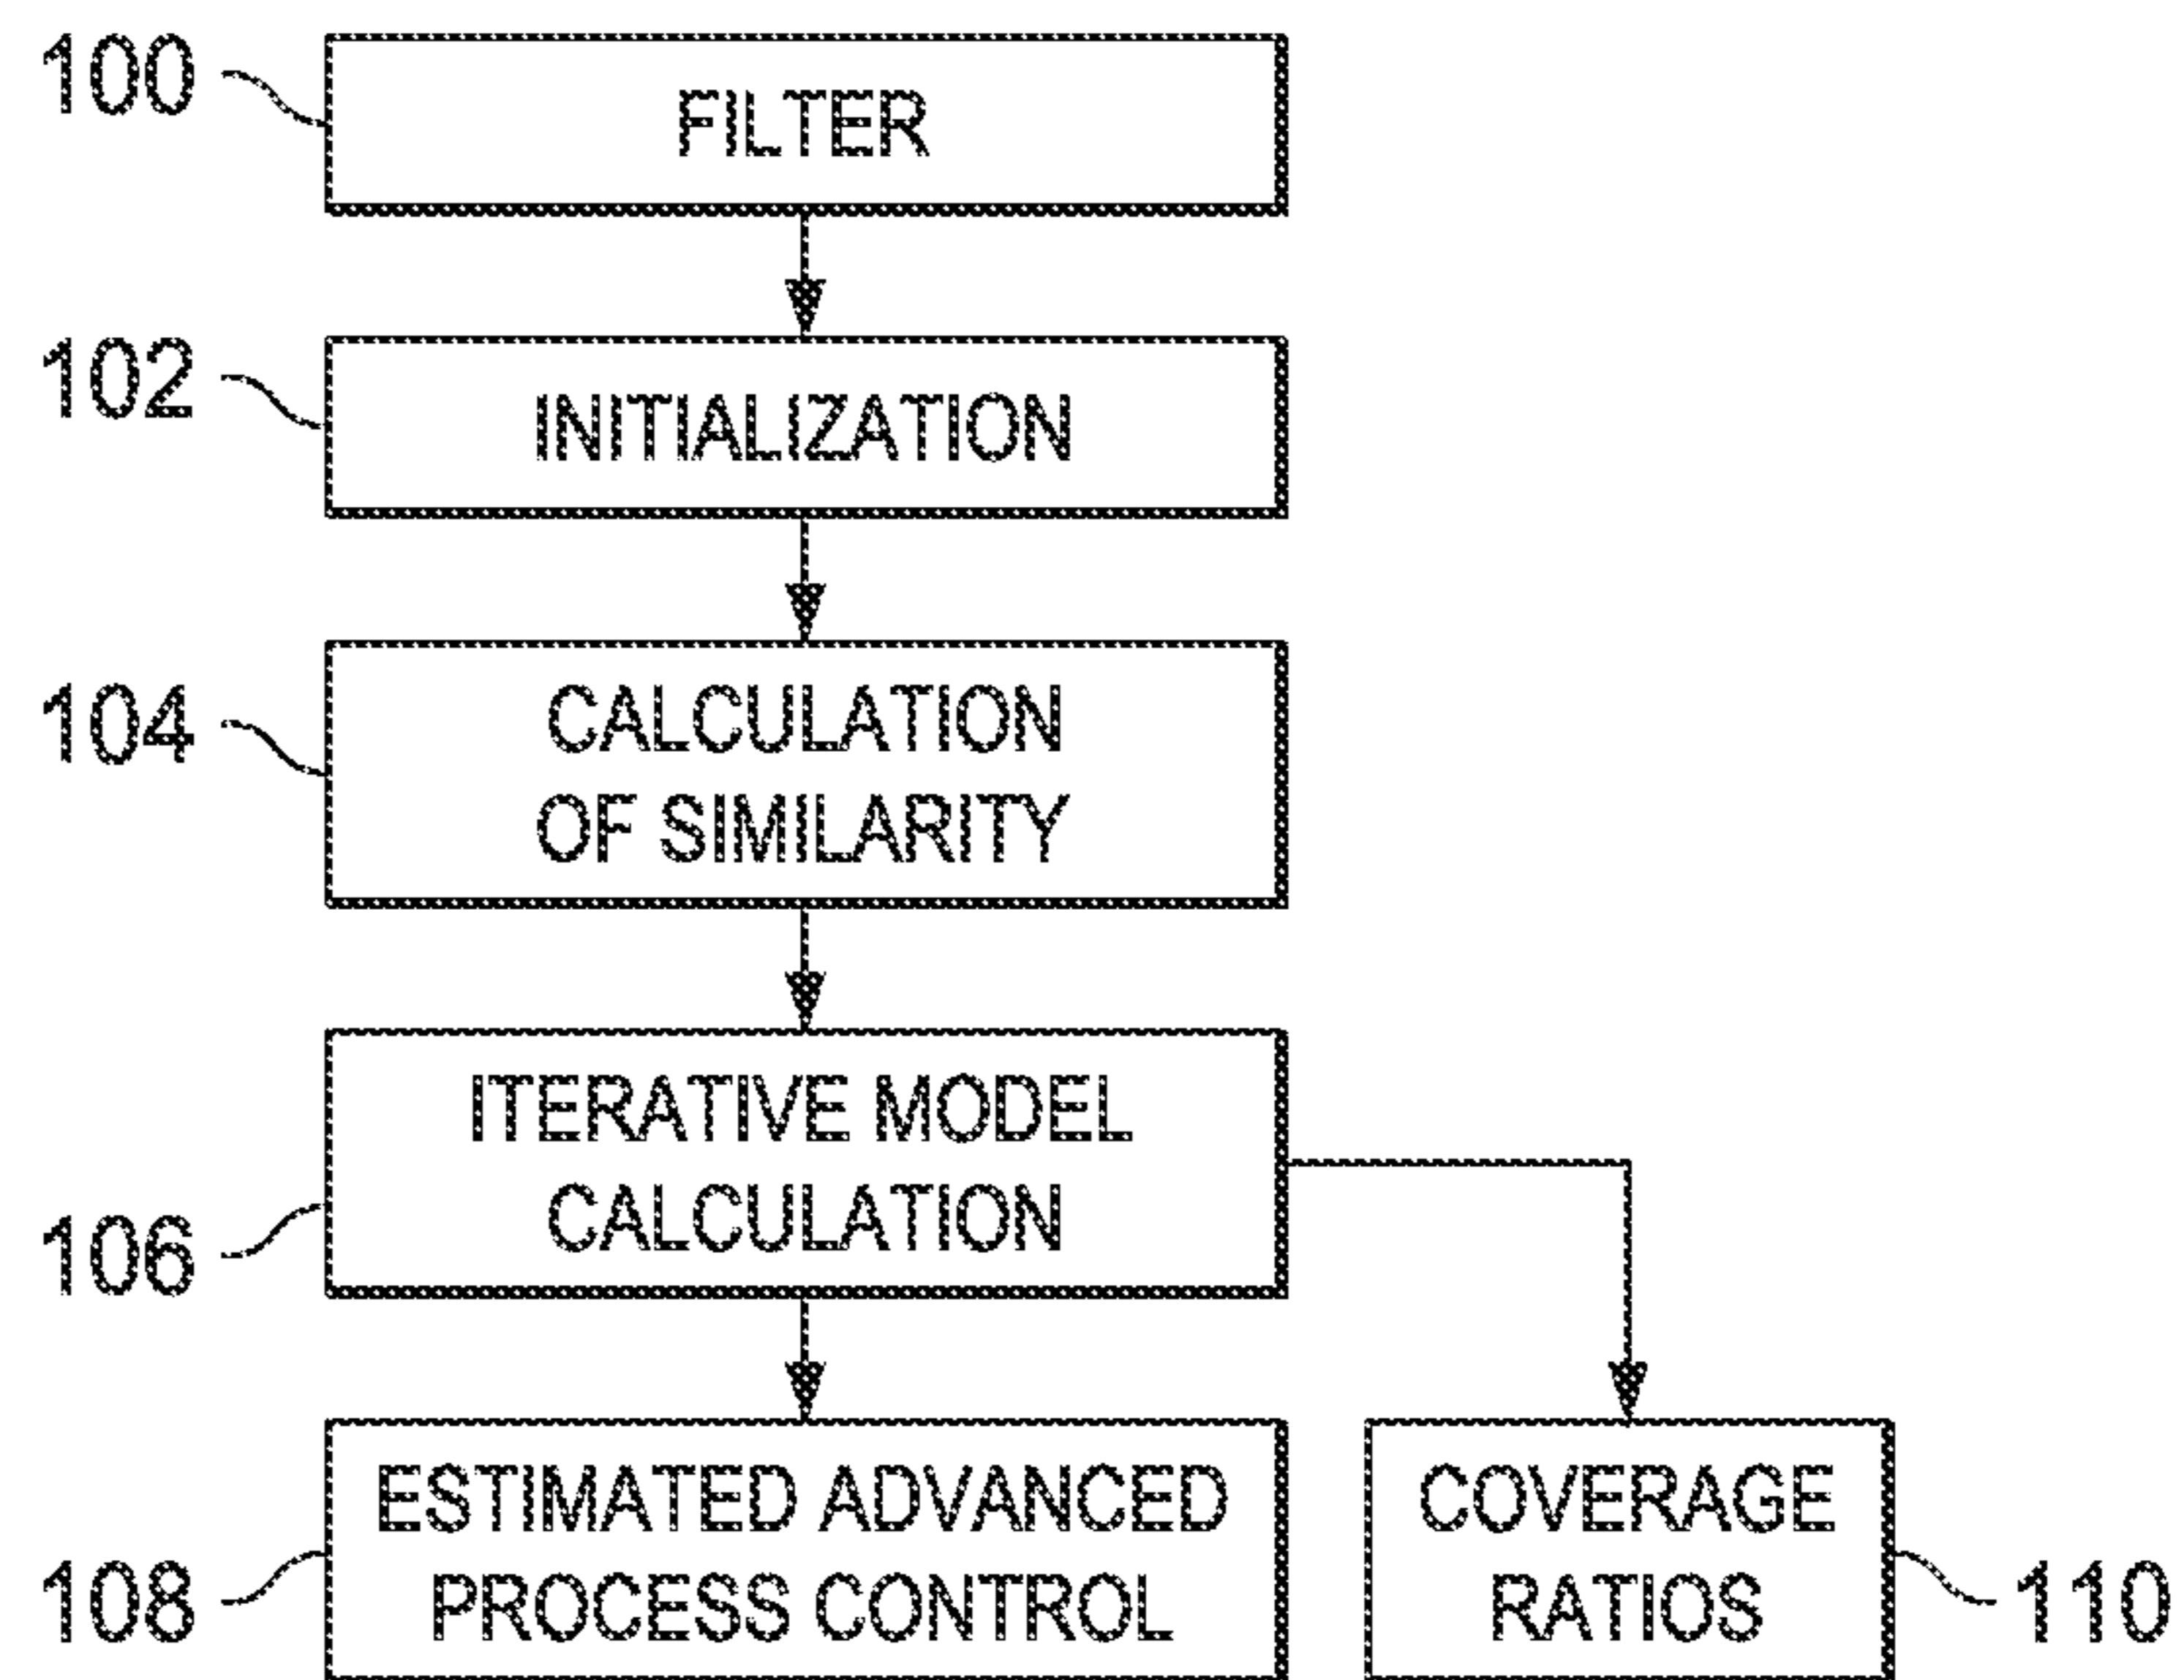 100
FILTER
102
INITIALIZATION
104
CALCULATION
OF SIMILARITY
106
ITERATIVE MODEL
CALCULATION
108
ESTIMATED ADVANCED
PROCESS CONTROL
COVERAGE
RATIOS
110